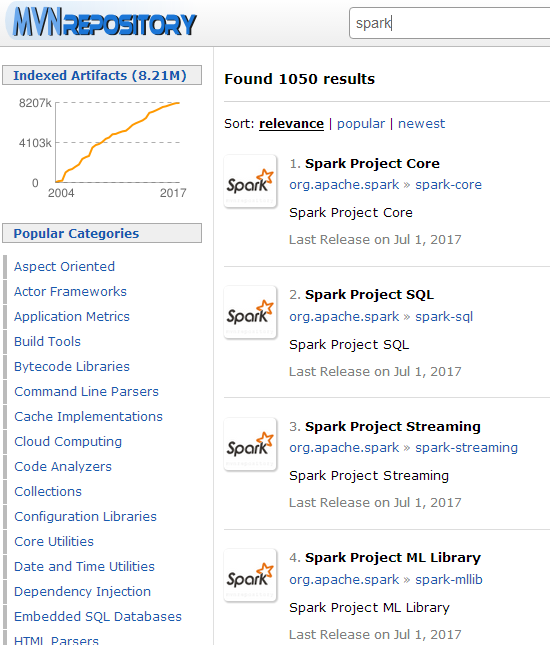 MVNREPOSITORY
spark
Indexed Artifacts (8.21M)
8207k
4103k
0
2004
2017
Popular Categories
Aspect Oriented
Actor Frameworks
Application Metrics
Build Tools
Bytecode Libraries
Command Line Parsers
Cache Implementations
Cloud Computing
Code Analyzers
Collections
Configuration Libraries
Core Utilities
Date and Time Utilities
Dependency Injection
Embedded SQL Databases
HTML Parsers
Found 1050 results
Sort: relevance | popular | newest
Spark
1. Spark Project Core
org.apache.spark » spark-core
Spark Project Core
Last Release on Jul 1, 2017
Spark
2. Spark Project SQL
org.apache.spark » spark-sql
Spark Project SQL
Last Release on Jul 1, 2017
Spark
3. Spark Project Streaming
org.apache.spark » spark-streaming
Spark Project Streaming
Last Release on Jul 1, 2017
Spark
4. Spark Project ML Library
org.apache.spark » spark-mllib
Spark Project ML Library
Last Release on Jul 1, 2017